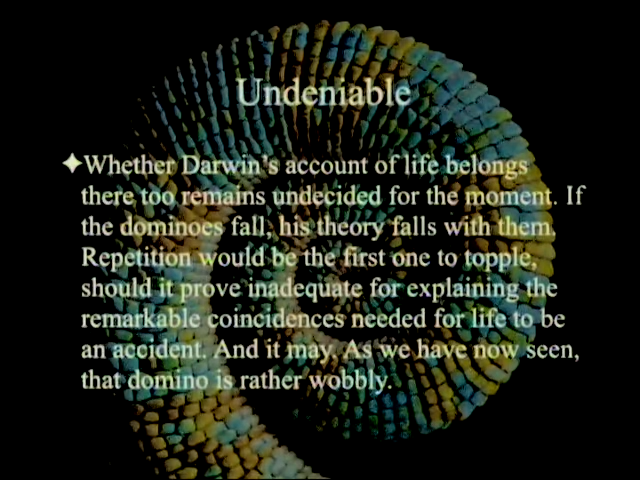 Undeniable
✦Whether Darwin's account of life belongs
there too remains undecided for the moment. If
the dominoes fall, his theory falls with them.
Repetition would be the first one to topple,
should it prove inadequate for explaining the
remarkable coincidences needed for life to be
an accident. And it may. As we have now seen,
that domino is rather wobbly.